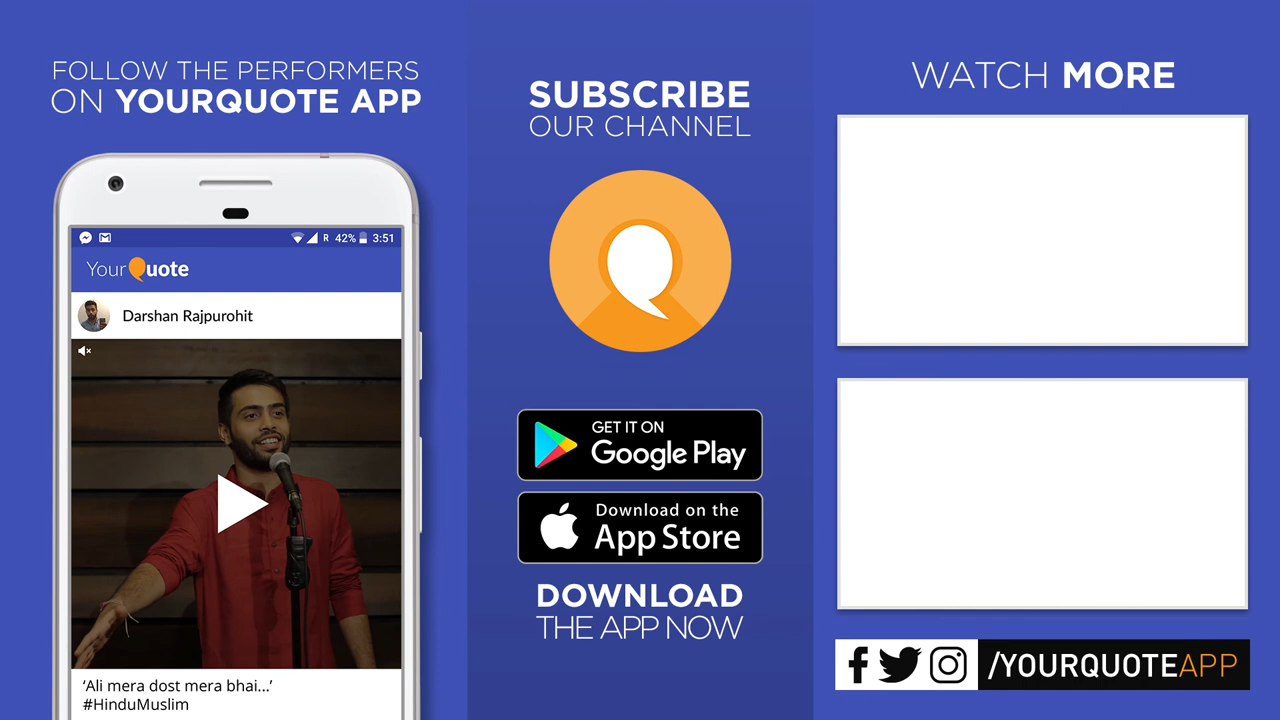 FOLLOW THE PERFORMERS
ON YOURQUOTE APP
R 42% 3:51
YourQuote
Darshan Rajpurohit
‘Ali mera dost mera bhai...’
#HinduMuslim
SUBSCRIBE
OUR CHANNEL
GET IT ON
Google Play
Download on the
App Store
DOWNLOAD
THE APP NOW
WATCH MORE
/YOURQUOTEAPP